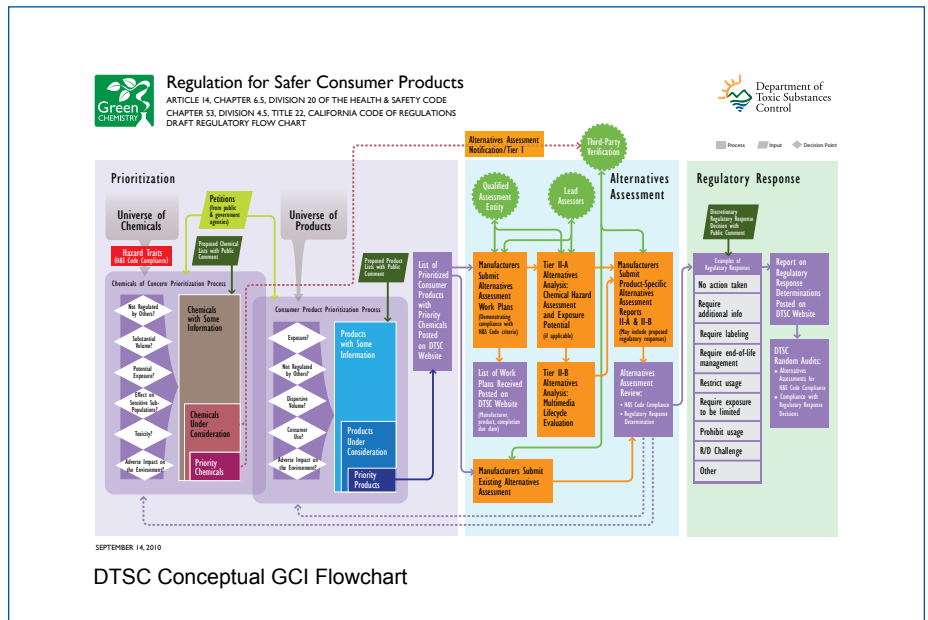 Green
CHEMISTRY
Regulation for Safer Consumer Products
ARTICLE 14, CHAPTER 6.5, DIVISION 20 OF THE HEALTH & SAFETY CODE
CHAPTER 53, DIVISION 4.5, TITLE 22, CALIFORNIA CODE OF REGULATIONS
DRAFT REGULATORY FLOW CHART
Department of
Toxic Substances
Control
Process
Input
Decision Point
Alternatives Assessment
Notification/Tier I
Third-Party
Verification
Prioritization
Universe of
Chemicals
Petitions
(from public
& government
agencies)
Universe of
Products
Hazard Traits
(H&S Code Compliance)
Proposed Chemical
Lists with Public
Comment
Proposed Product
Lists with Public
Comment
Chemicals of Concern Prioritization Process
Not Regulated
by Others?
Substantial
Volume?
Potential
Exposure?
Effect on
Sensitive Sub-
Populations?
Toxicity?
Adverse Impact on
the Environment?
Chemicals
with Some
Information
Chemicals
Under
Consideration
Priority
Chemicals
Consumer Product Prioritization Process
Exposure?
Not Regulated
by Others?
Dispersive
Volume?
Consumer
Use?
Adverse Impact on
the Environment?
Products
with Some
Information
Products
Under
Consideration
Priority
Products
List of
Prioritized
Consumer
Products
with
Priority
Chemicals
Posted
on DTSC
Website
Alternatives
Assessment
Qualified
Assessment
Entity
Lead
Assessors
Manufacturers
Submit
Alternatives
Assessment
Work Plans
(Demonstrating
compliance with
H&S Code criteria)
Tier II-A
Alternatives
Analysis:
Chemical Hazard
Assessment
and Exposure
Potential
(if applicable)
Manufacturers
Submit
Product-Specific
Alternatives
Assessment
Reports
II-A & II-B
(May include proposed
regulatory responses)
List of Work
Plans Received
Posted on
DTSC Website
(Manufacturer,
product, completion
due date)
Tier II-B
Alternatives
Analysis:
Multimedia
Lifecycle
Evaluation
Alternatives
Assessment
Review:
• H&S Code Compliance
• Regulatory Response
Determination
Manufacturers Submit
Existing Alternatives
Assessment
Regulatory Response
Discretionary
Regulatory Response
Decision with
Public Comment
Examples of
Regulatory Responses
No action taken
Require
additional info
Require labeling
Require end-of-life
management
Restrict usage
Require exposure
to be limited
Prohibit usage
R/D Challenge
Other
Report on
Regulatory
Response
Determinations
Posted on
DTSC Website
DTSC
Random Audits:
• Alternatives
Assessments for
H&S Code Compliance
• Compliance with
Regulatory Response
Decisions
SEPTEMBER 14, 2010
DTSC Conceptual GCI Flowchart